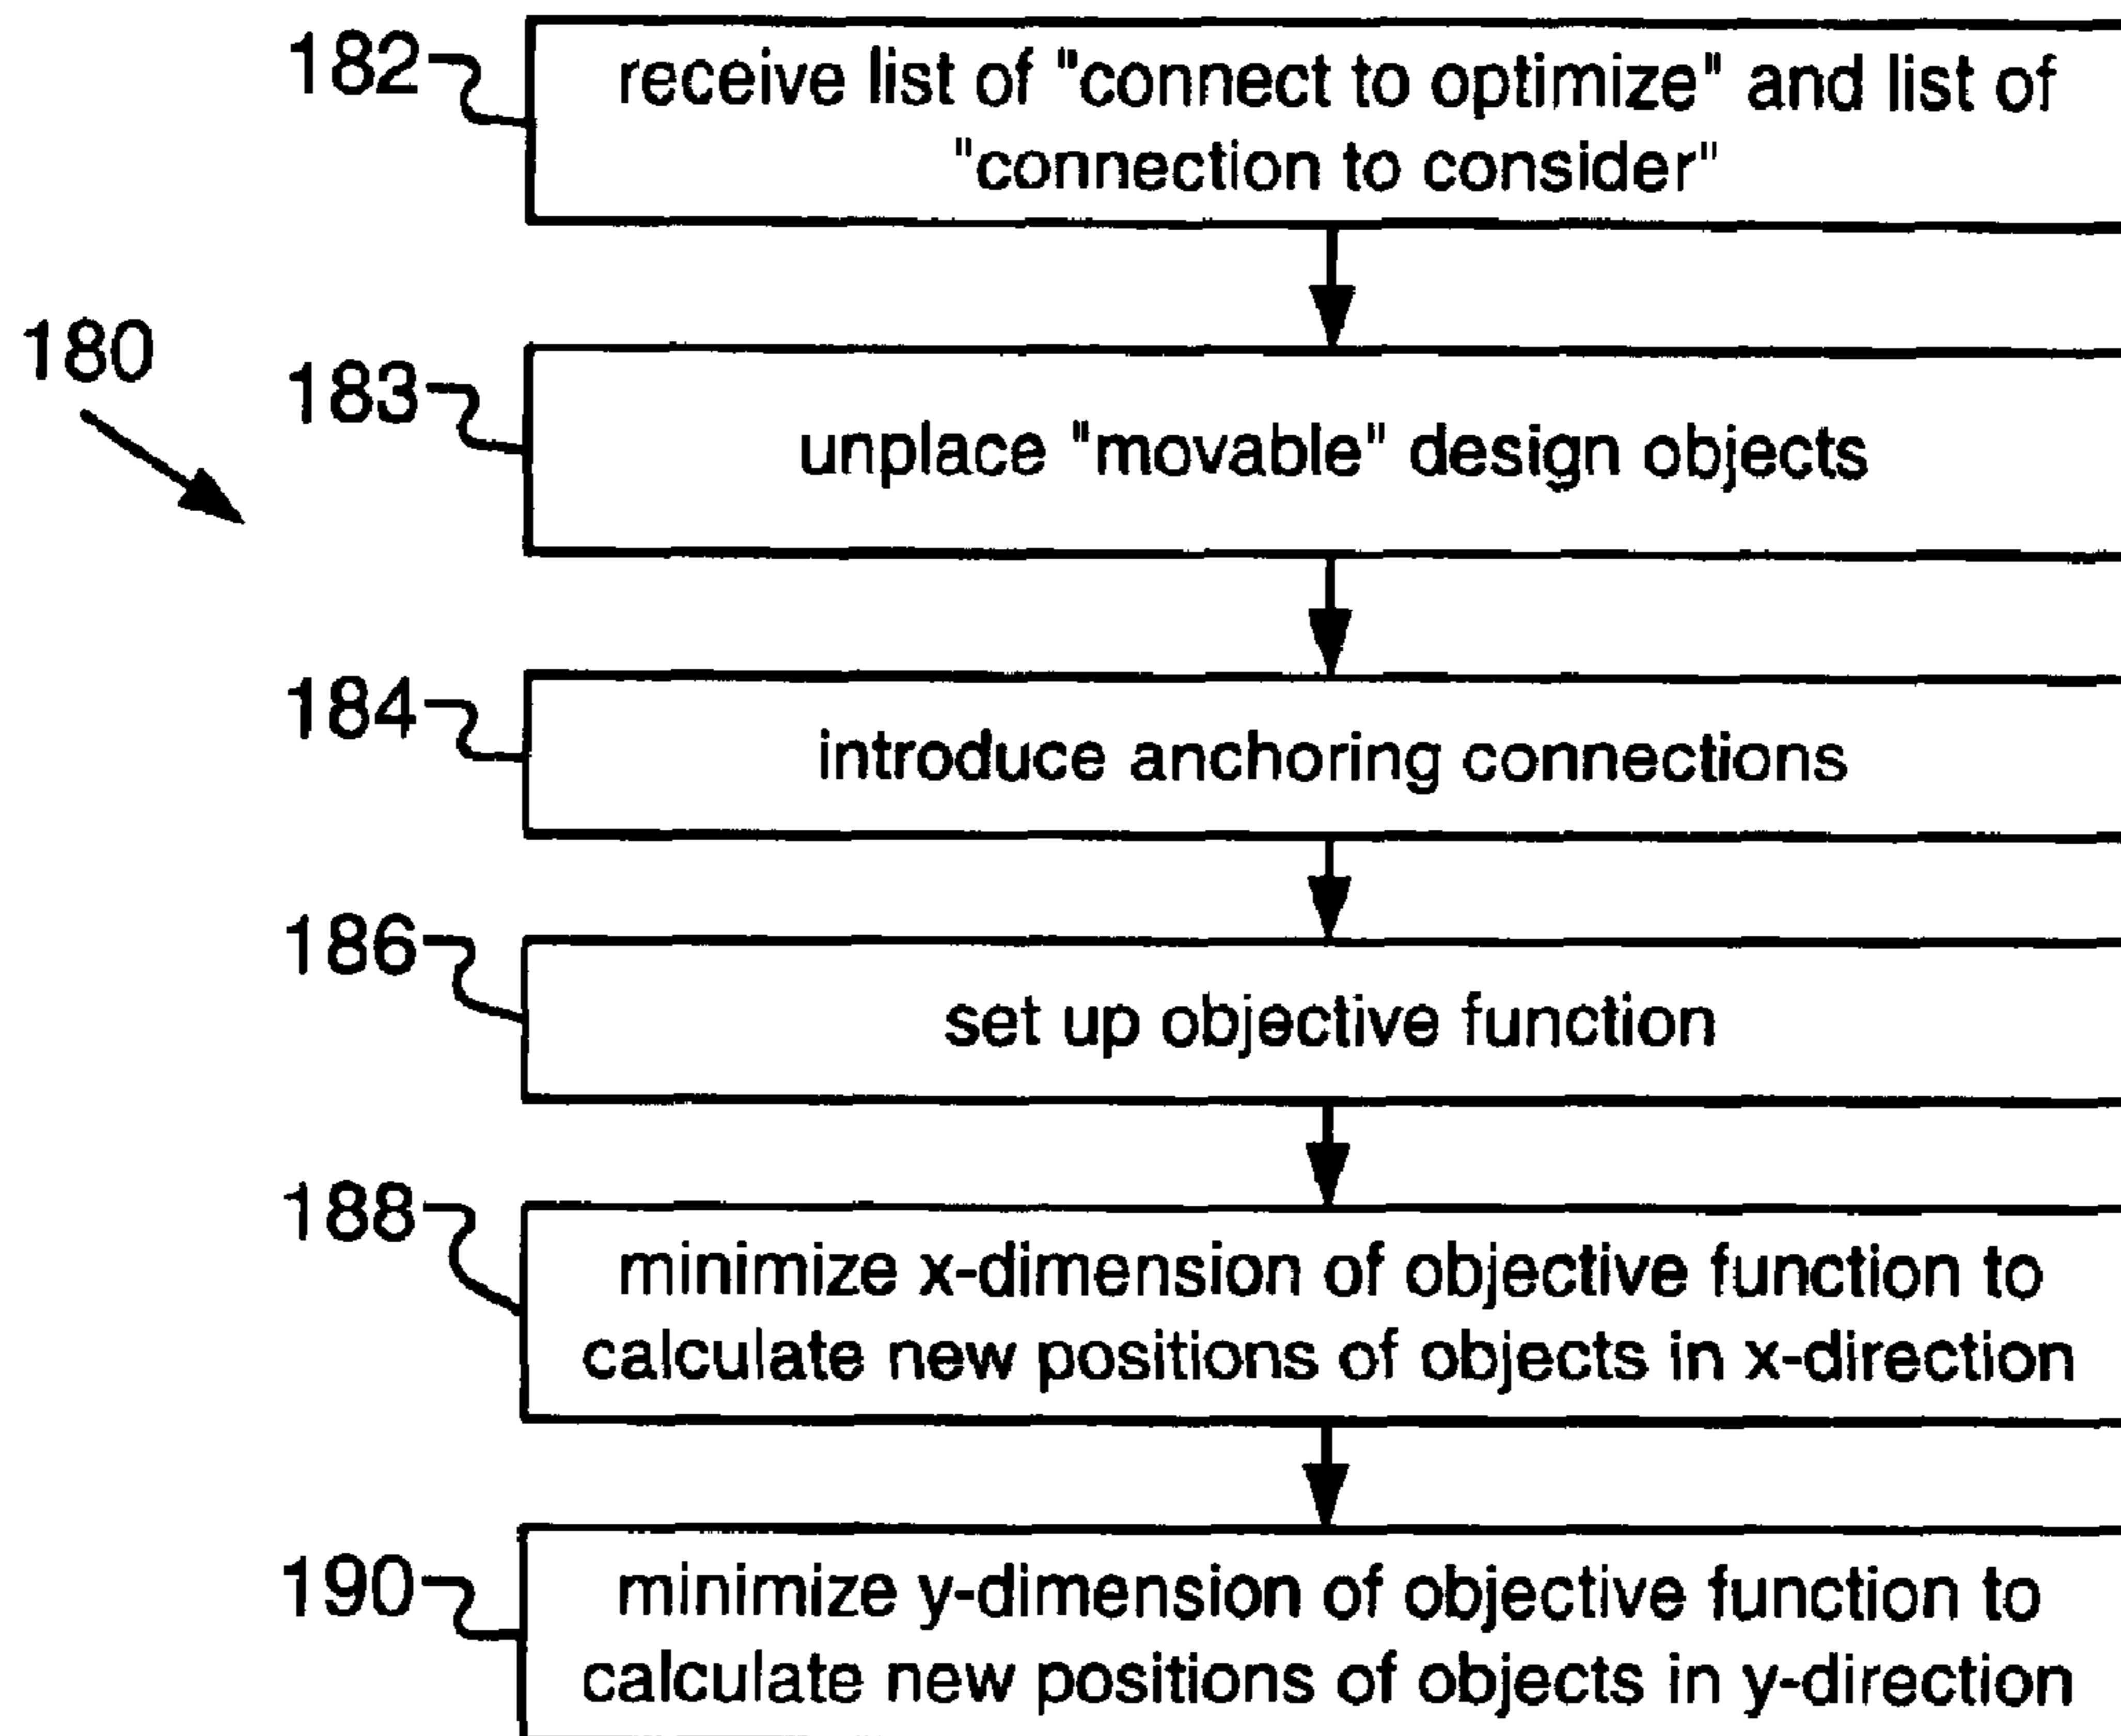 182
receive list of "connect to optimize" and list of
"connection to consider"
180
183
unplace "movable" design objects
184
introduce anchoring connections
186
set up objective function
188
minimize x-dimension of objective function to
calculate new positions of objects in x-direction
190
minimize y-dimension of objective function to
calculate new positions of objects in y-direction